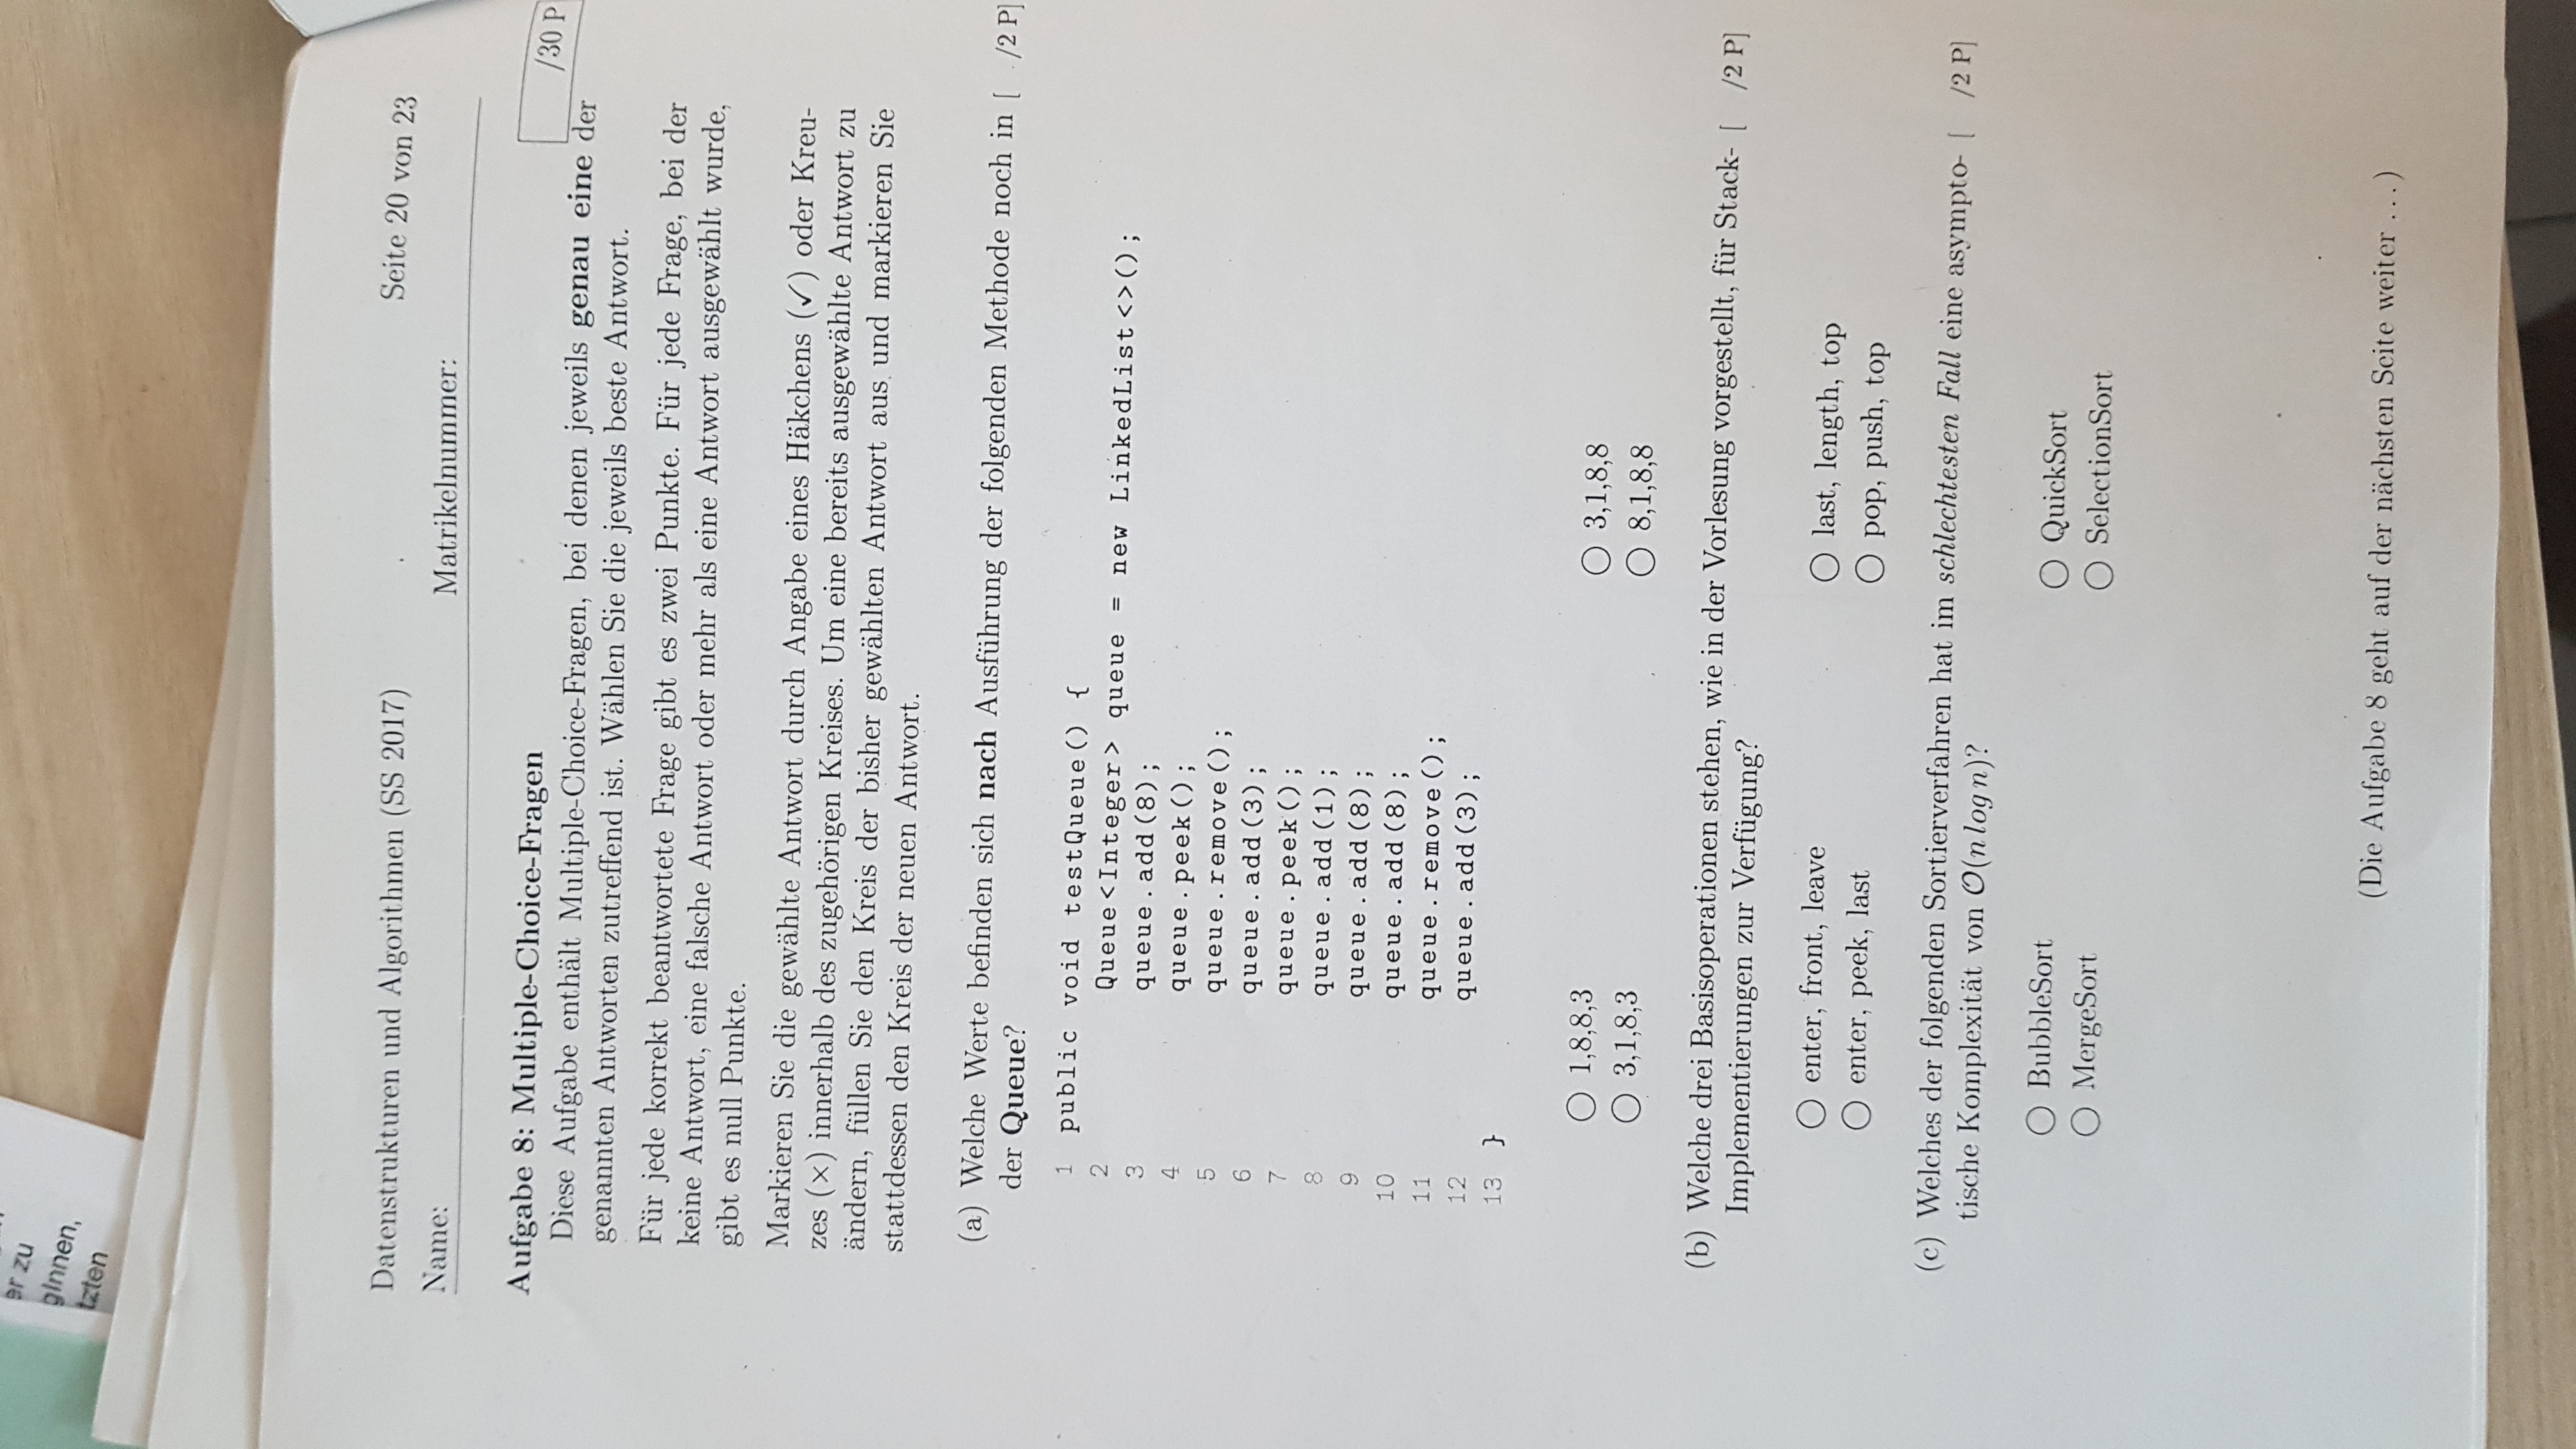 er zu
gInnen,
tzten
Datenstrukturen und Algorithmen (SS 2017) Seite 20 von 23
Name: Matrikelnummer:
Aufgabe 8: Multiple-Choice-Fragen /30 P
Diese Aufgabe enthält Multiple-Choice-Fragen, bei denen jeweils genau eine der
genannten Antworten zutreffend ist. Wählen Sie die jeweils beste Antwort.
Für jede korrekt beantwortete Frage gibt es zwei Punkte. Für jede Frage, bei der
keine Antwort, eine falsche Antwort oder mehr als eine Antwort ausgewählt wurde,
gibt es null Punkte.
Markieren Sie die gewählte Antwort durch Angabe eines Häkchens (✓) oder Kreu-
zes (×) innerhalb des zugehörigen Kreises. Um eine bereits ausgewählte Antwort zu
ändern, füllen Sie den Kreis der bisher gewählten Antwort aus und markieren Sie
stattdessen den Kreis der neuen Antwort.
(a) Welche Werte befinden sich nach Ausführung der folgenden Methode noch in [ /2 P]
der Queue?
1 public void testQueue() {
2 Queue<Integer> queue = new LinkedList<>();
3 queue.add(8);
4 queue.peek();
5 queue.remove();
6 queue.add(3);
7 queue.peek();
8 queue.add(1);
9 queue.add(8);
10 queue.add(8);
11 queue.remove();
12 queue.add(3);
13 }
○ 1,8,8,3 ○ 3,1,8,8
○ 3,1,8,3 ○ 8,1,8,8
(b) Welche drei Basisoperationen stehen, wie in der Vorlesung vorgestellt, für Stack- [ /2 P]
Implementierungen zur Verfügung?
○ enter, front, leave ○ last, length, top
○ enter, peek, last ○ pop, push, top
(c) Welches der folgenden Sortierverfahren hat im schlechtesten Fall eine asympto- [ /2 P]
tische Komplexität von O(n log n)?
○ BubbleSort ○ QuickSort
○ MergeSort ○ SelectionSort
(Die Aufgabe 8 geht auf der nächsten Seite weiter ...)